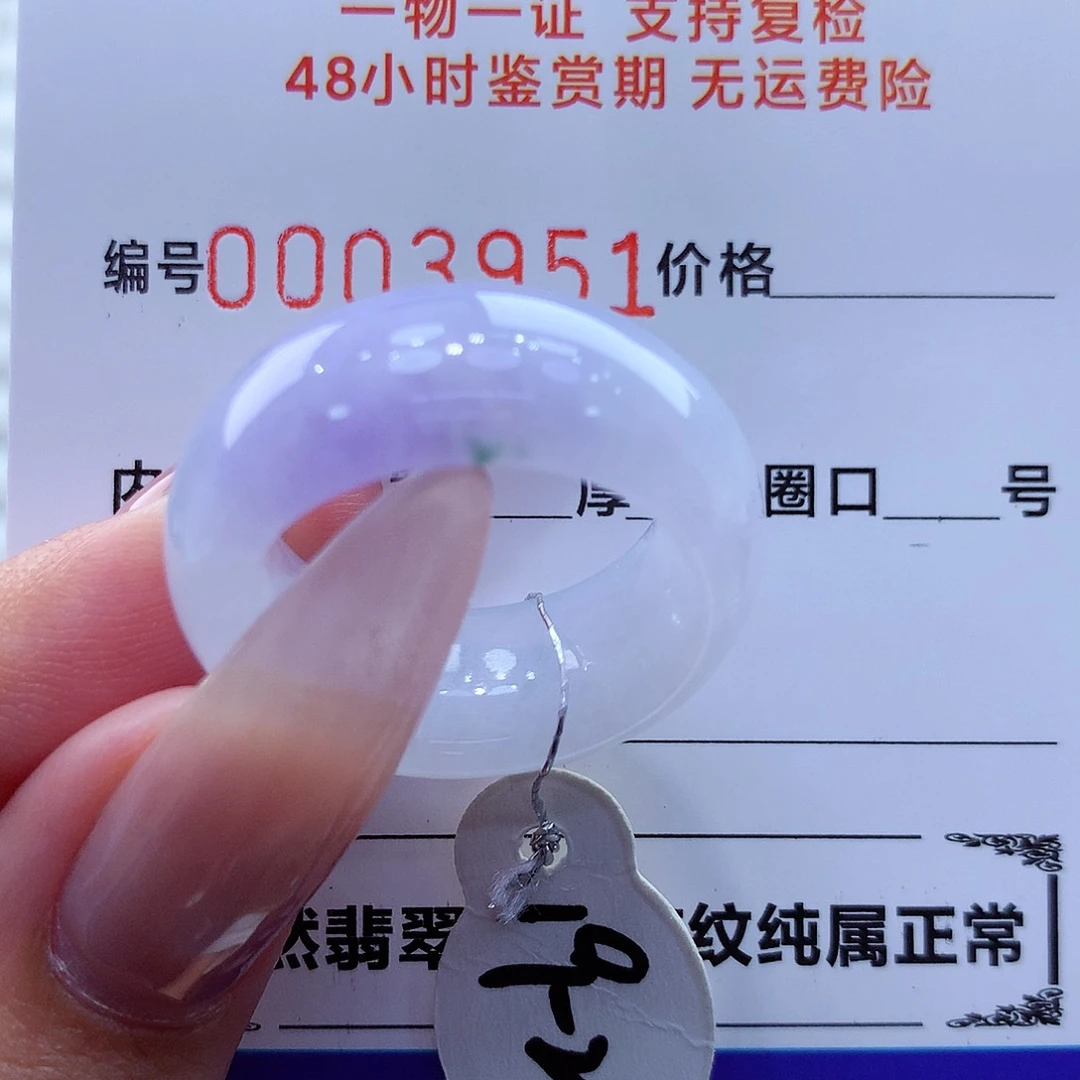 一物一证 支持复检
48小时鉴赏期 无运费险
编号0003951价格
内 厚 圈口 号
然翡翠 纹纯属正常